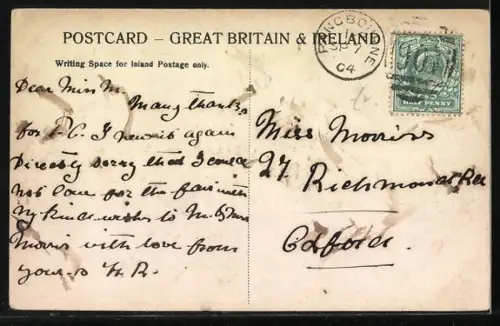 POSTCARD – GREAT BRITAIN & IRELAND
Writing Space for Inland Postage only.
PANGBOURNE
04
HALF PENNY
Dear Miss M.
Many thanks
for P.C. I again
Directly sorry that I could
not come for the with
my kind wishes to Mr & Mrs
Morris with love from
yours
Miss Morris
27
Richmond Rd
Oxford.